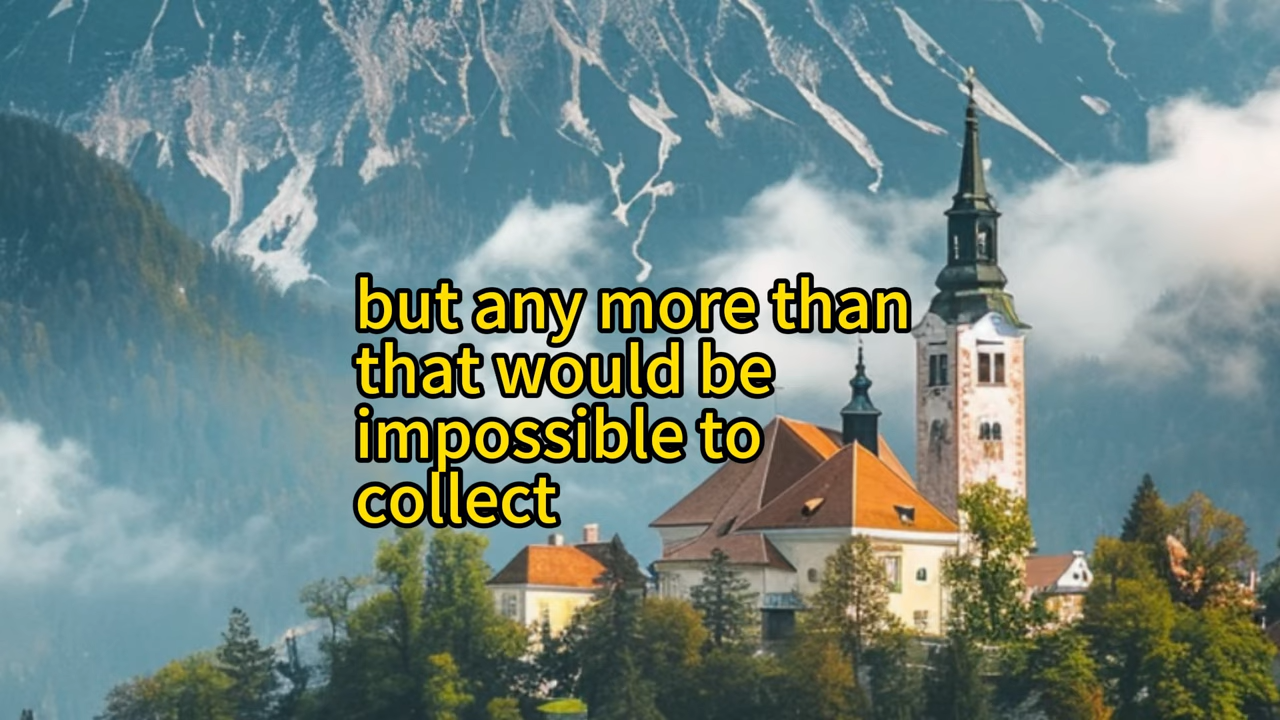 but any more than
that would be
impossible to
collect